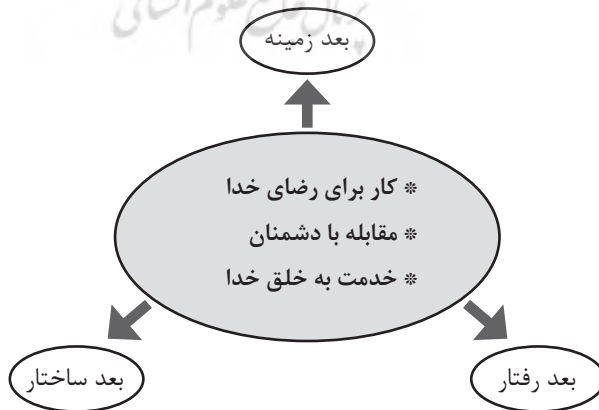 بعد زمینه
* کار برای رضای خدا
* مقابله با دشمنان
* خدمت به خلق خدا
بعد رفتار
بعد ساختار